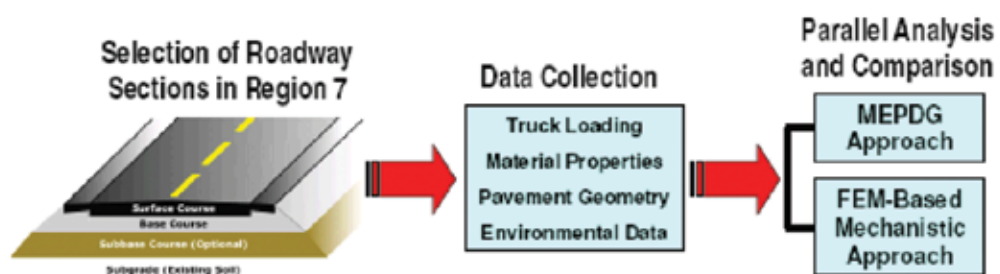 Selection of Roadway
Sections in Region 7
Surface Course
Base Course
Subbase Course (Optional)
Subgrade (Existing Soil)
Data Collection
Truck Loading
Material Properties
Pavement Geometry
Environmental Data
Parallel Analysis
and Comparison
MEPDG
Approach
FEM-Based
Mechanistic
Approach